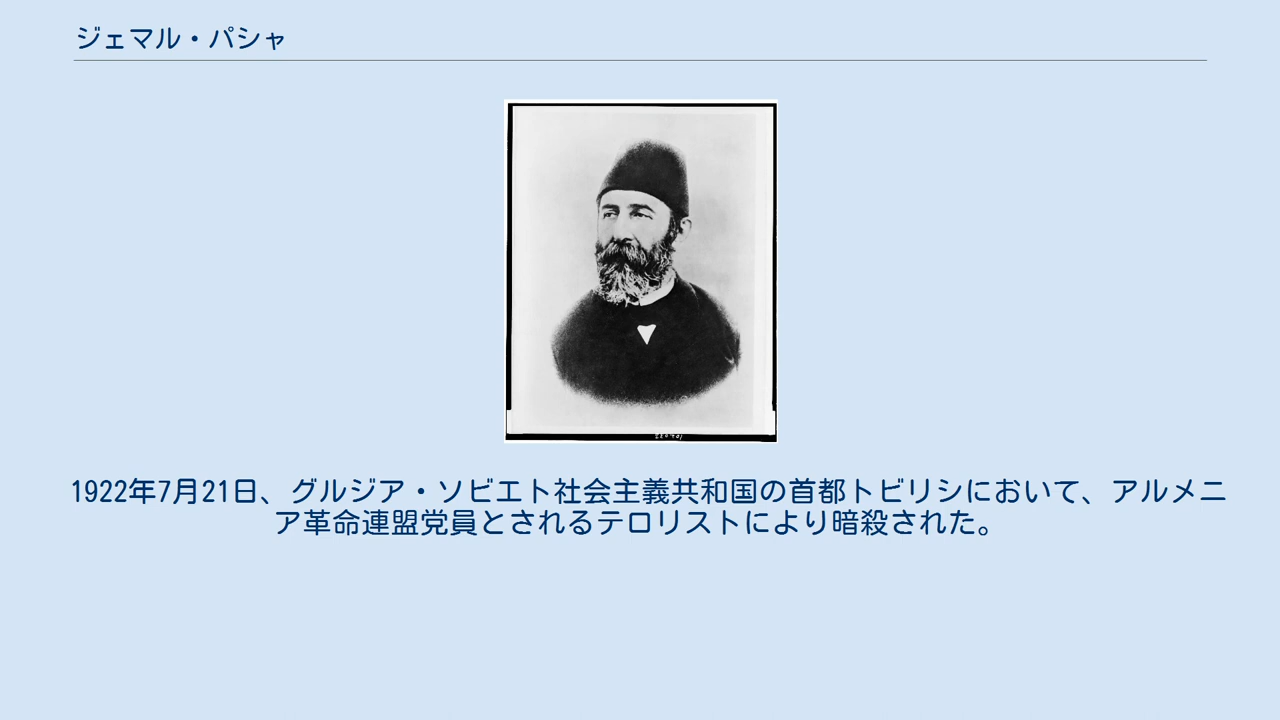 ジェマル・パシャ
1922年7月21日、グルジア・ソビエト社会主義共和国の首都トビリシにおいて、アルメニ
ア革命連盟党員とされるテロリストにより暗殺された。